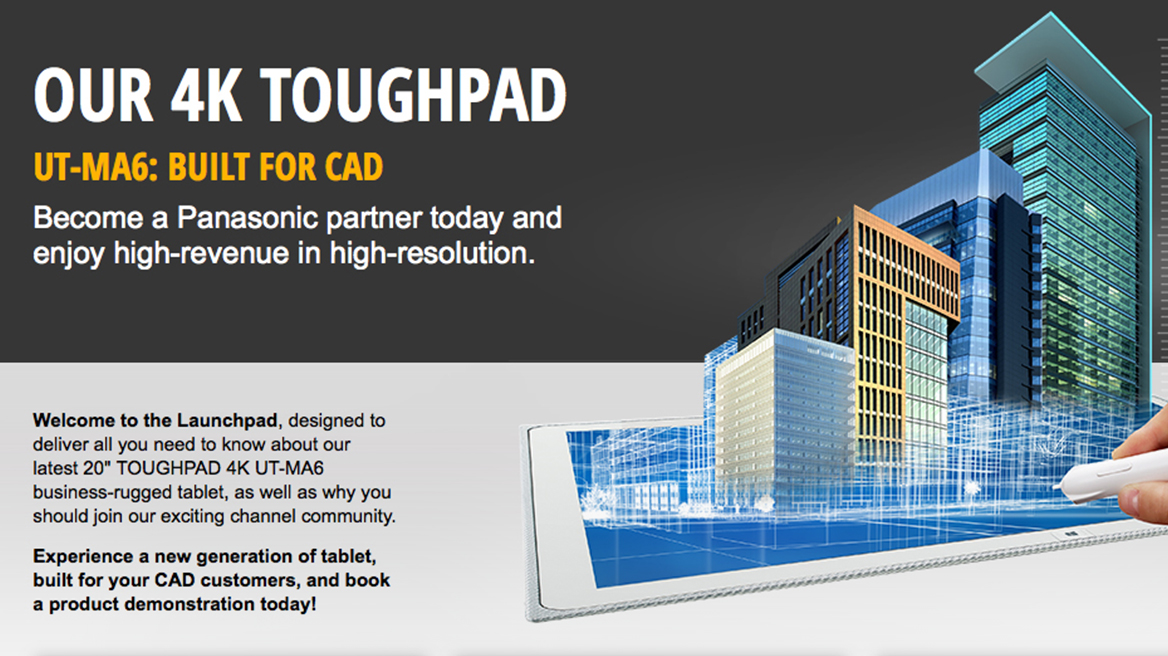 OUR 4K TOUGHPAD
UT-MA6: BUILT FOR CAD
Become a Panasonic partner today and
enjoy high-revenue in high-resolution.
Welcome to the Launchpad, designed to
deliver all you need to know about our
latest 20" TOUGHPAD 4K UT-MA6
business-rugged tablet, as well as why you
should join our exciting channel community.
Experience a new generation of tablet,
built for your CAD customers, and book
a product demonstration today!